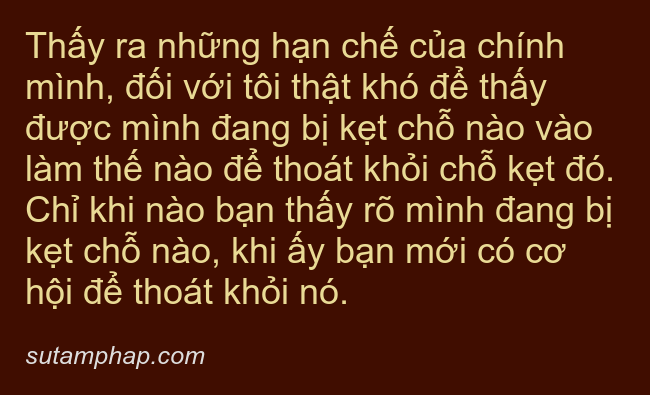 Thấy ra những hạn chế của chính
mình, đối với tôi thật khó để thấy
được mình đang bị kẹt chỗ nào vào
làm thế nào để thoát khỏi chỗ kẹt đó.
Chỉ khi nào bạn thấy rõ mình đang bị
kẹt chỗ nào, khi ấy bạn mới có cơ
hội để thoát khỏi nó.
sutamphap.com